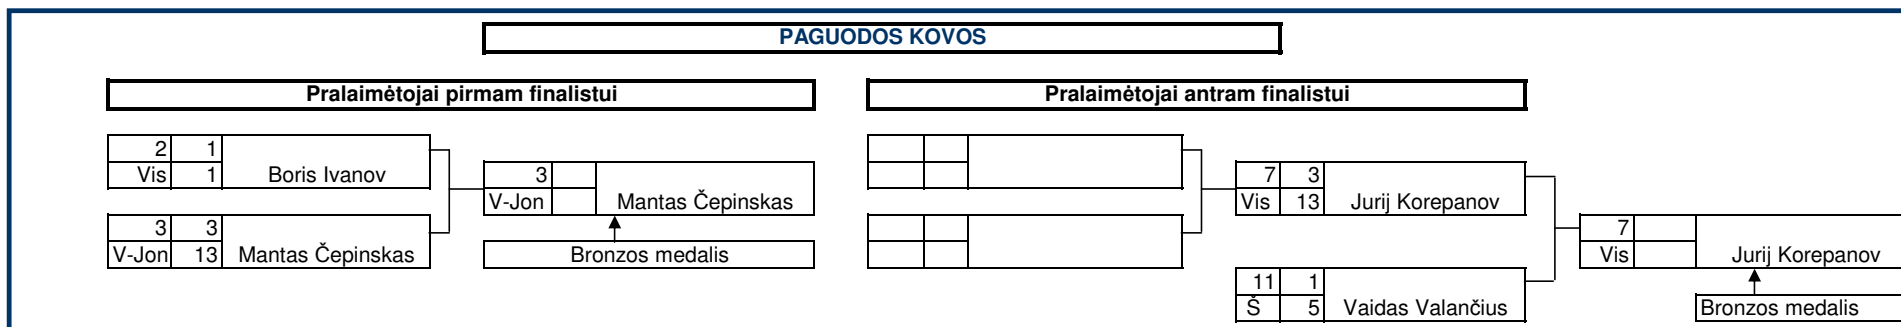 PAGUODOS KOVOS
Pralaimėtojai pirmam finalistui
Pralaimėtojai antram finalistui
2 1
Vis 1 Boris Ivanov
3
V-Jon Mantas Čepinskas
3 3
V-Jon 13 Mantas Čepinskas
Bronzos medalis
7 3
Vis 13 Jurij Korepanov
11 1
Š 5 Vaidas Valančius
7
Vis Jurij Korepanov
Bronzos medalis